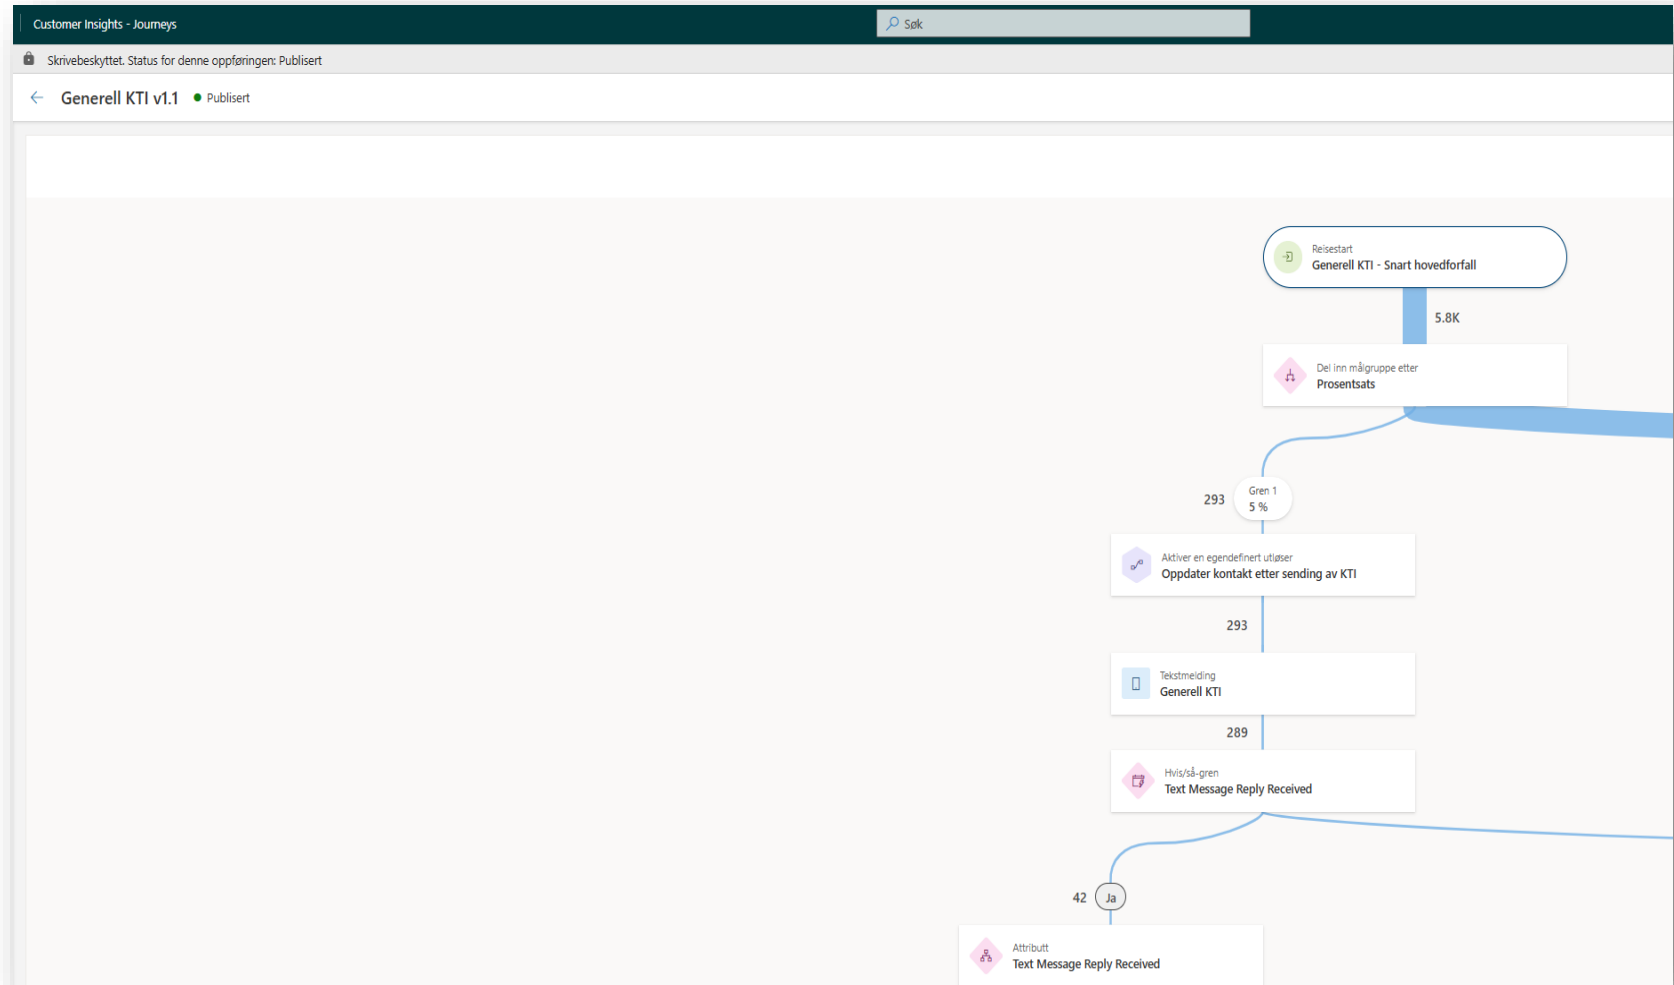 Customer Insights - Journeys
Søk
Skrivebeskyttet. Status for denne oppføringen: Publisert
Generell KTI v1.1
Publisert
Reisestart
Generell KTI - Snart hovedforfall
5.8K
Del inn målgruppe etter
Prosentsats
293
Gren 1
5 %
Aktiver en egendefinert utløser
Oppdater kontakt etter sending av KTI
293
Tekstmelding
Generell KTI
289
Hvis/så-gren
Text Message Reply Received
42
Ja
Attributt
Text Message Reply Received